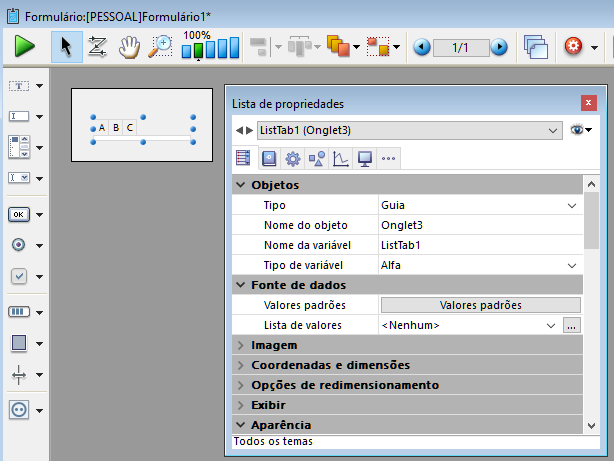 Formulário:[PESSOAL]Formulário1*
100%
1/1
Lista de propriedades
ListTab1 (Onglet3)
A B C
Objetos
Tipo Guia
Nome do objeto Onglet3
Nome da variável ListTab1
Tipo de variável Alfa
Fonte de dados
Valores padrões Valores padrões
Lista de valores <Nenhum> ...
Imagem
Coordenadas e dimensões
Opções de redimensionamento
Exibir
Aparência
Todos os temas
OK